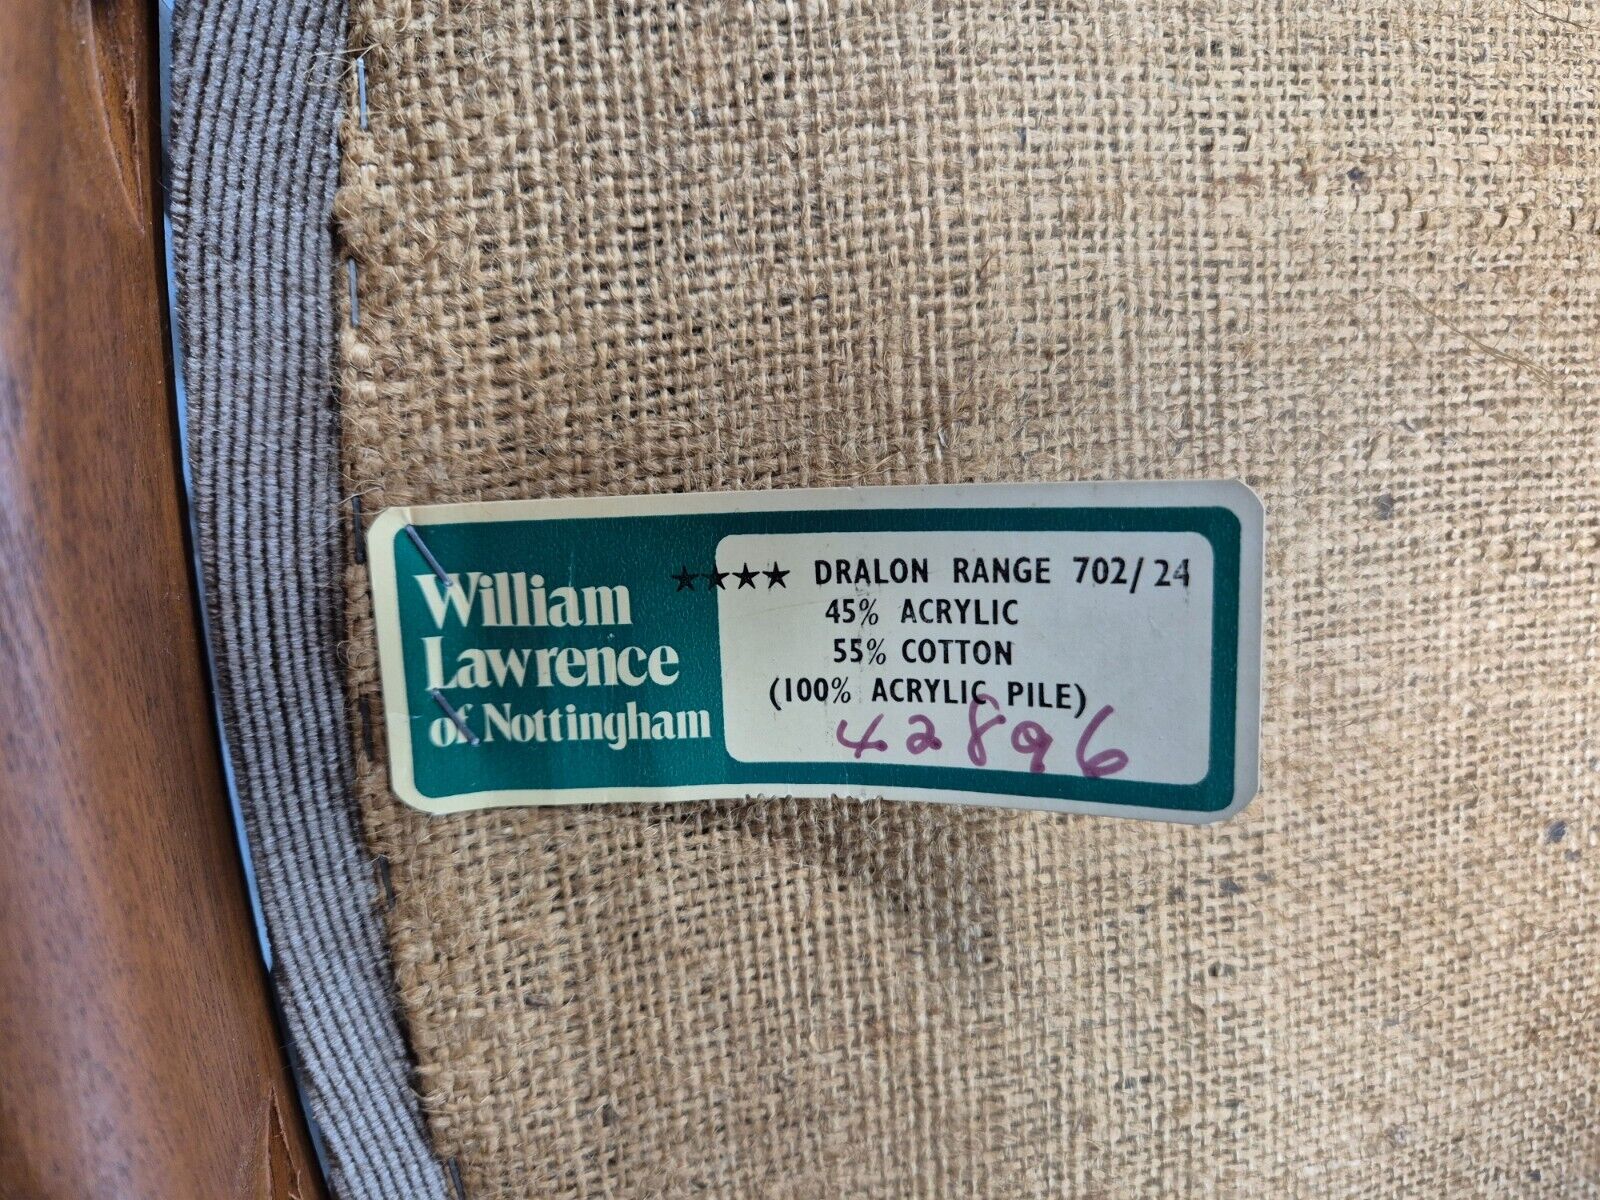 William
Lawrence
of Nottingham
★★★★ DRALON RANGE 702/24
45% ACRYLIC
55% COTTON
(100% ACRYLIC PILE)
42896